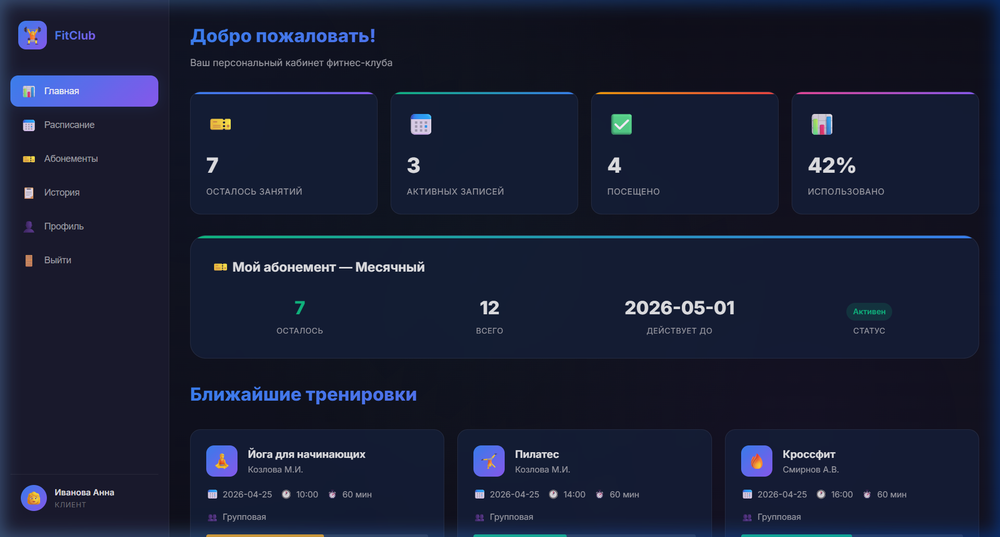 FitClub
Главная
Расписание
Абонементы
История
Профиль
Выйти
Иванова Анна
КЛИЕНТ
Добро пожаловать!
Ваш персональный кабинет фитнес-клуба
7
ОСТАЛОСЬ ЗАНЯТИЙ
3
АКТИВНЫХ ЗАПИСЕЙ
4
ПОСЕЩЕНО
42%
ИСПОЛЬЗОВАНО
Мой абонемент — Месячный
7
ОСТАЛОСЬ
12
ВСЕГО
2026-05-01
ДЕЙСТВУЕТ ДО
Активен
СТАТУС
Ближайшие тренировки
Йога для начинающих
Козлова М.И.
2026-04-25 10:00 60 мин
Групповая
Пилатес
Козлова М.И.
2026-04-25 14:00 60 мин
Групповая
Кроссфит
Смирнов А.В.
2026-04-25 16:00 60 мин
Групповая